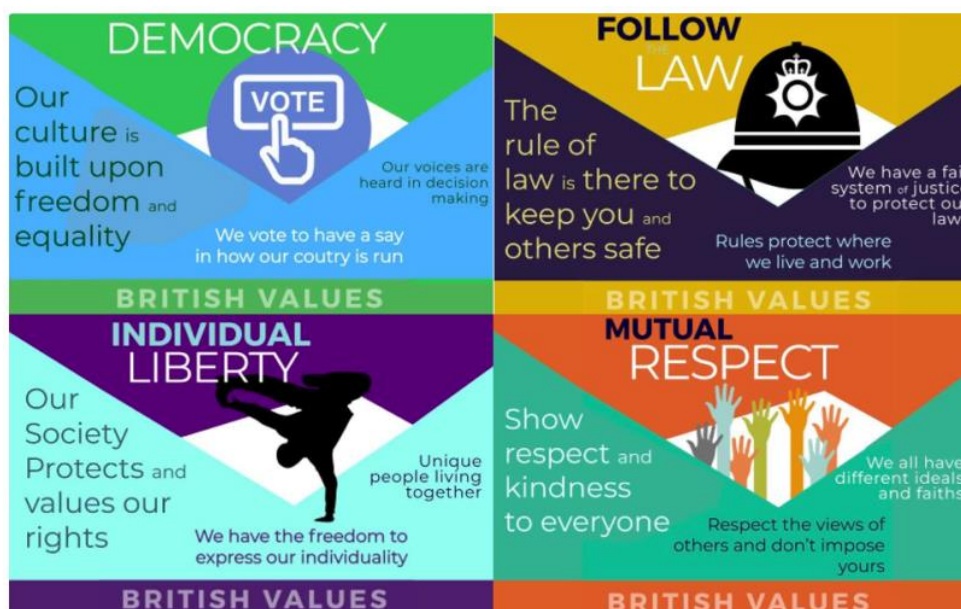 DEMOCRACY
VOTE
Our
culture is
built upon
freedom and
equality
Our voices are
heard in decision
making
We vote to have a say
in how our coutry is run
BRITISH VALUES
FOLLOW
THE
LAW
The
rule of
law is there to
keep you and
others safe
We have a fai
system of justice
to protect ou
law
Rules protect where
we live and work
BRITISH VALUES
INDIVIDUAL
LIBERTY
Our
Society
Protects and
values our
rights
Unique
people living
together
We have the freedom to
express our individuality
BRITISH VALUES
MUTUAL
RESPECT
Show
respect and
kindness
to everyone
We all have
different ideals
and faiths
Respect the views of
others and don't impose
yours
BRITISH VALUES